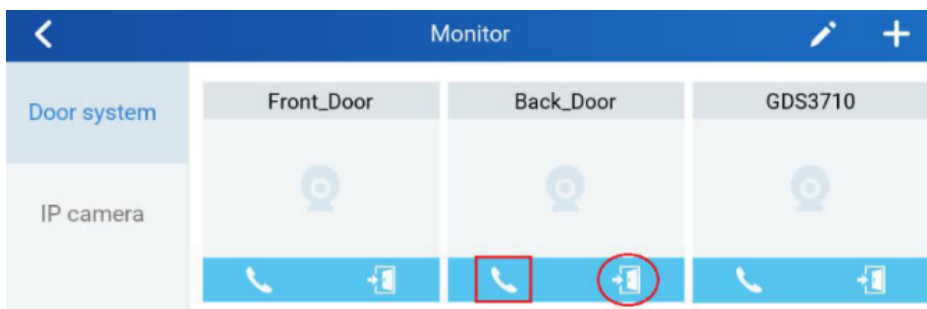 Monitor
Door system
Front_Door
Back_Door
GDS3710
IP camera